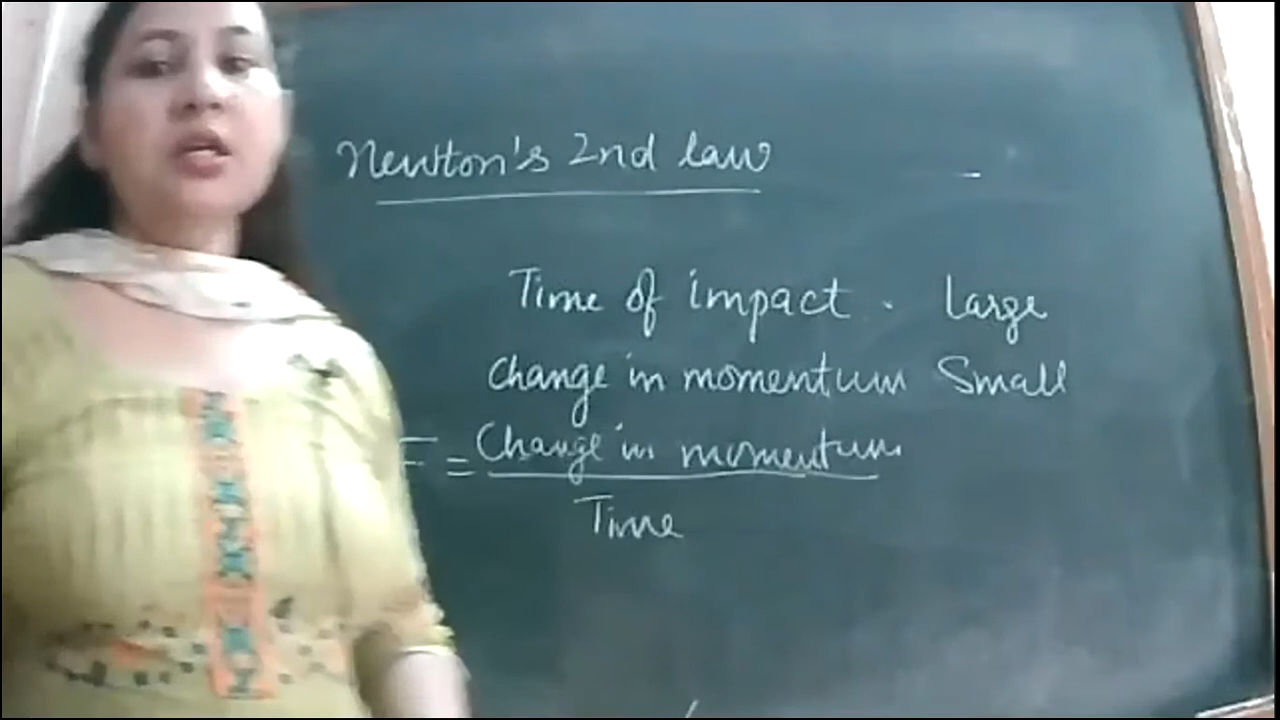 Newton's 2nd law
Time of impact . Large
Change in momentum Small
F = Change in momentum
Time